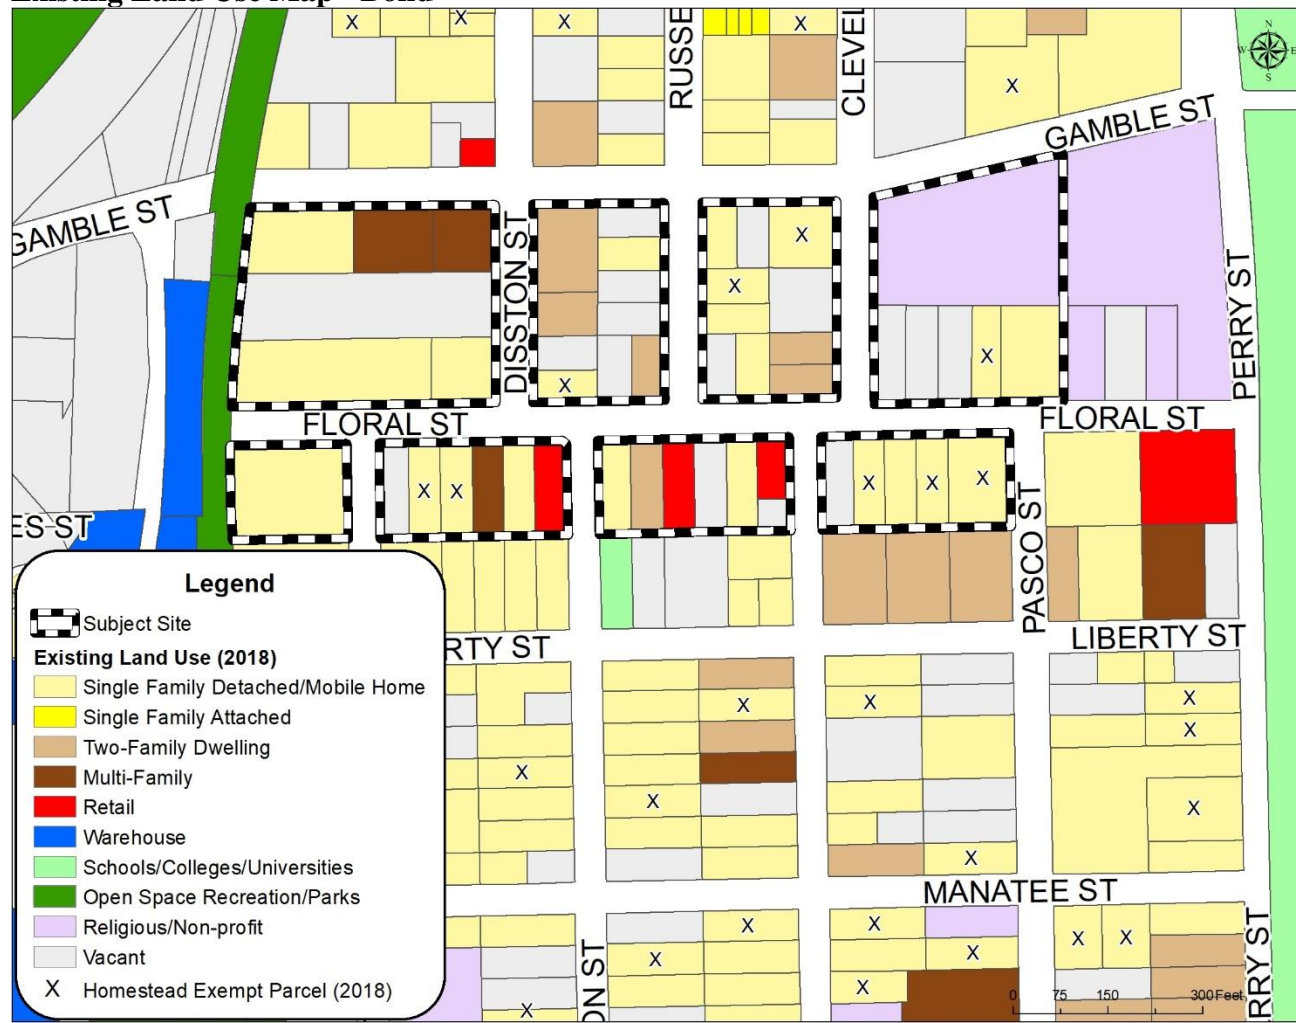 Existing Land Use Map - Bond
N
W E
S
RUSSE
CLEVEL
GAMBLE ST
GAMBLE ST
DISSTON ST
PERRY ST
FLORAL ST
FLORAL ST
ES ST
PASCO ST
RTY ST
LIBERTY ST
MANATEE ST
ON ST
RRY ST
Legend
Subject Site
Existing Land Use (2018)
Single Family Detached/Mobile Home
Single Family Attached
Two-Family Dwelling
Multi-Family
Retail
Warehouse
Schools/Colleges/Universities
Open Space Recreation/Parks
Religious/Non-profit
Vacant
X Homestead Exempt Parcel (2018)
0 75 150 300 Feet